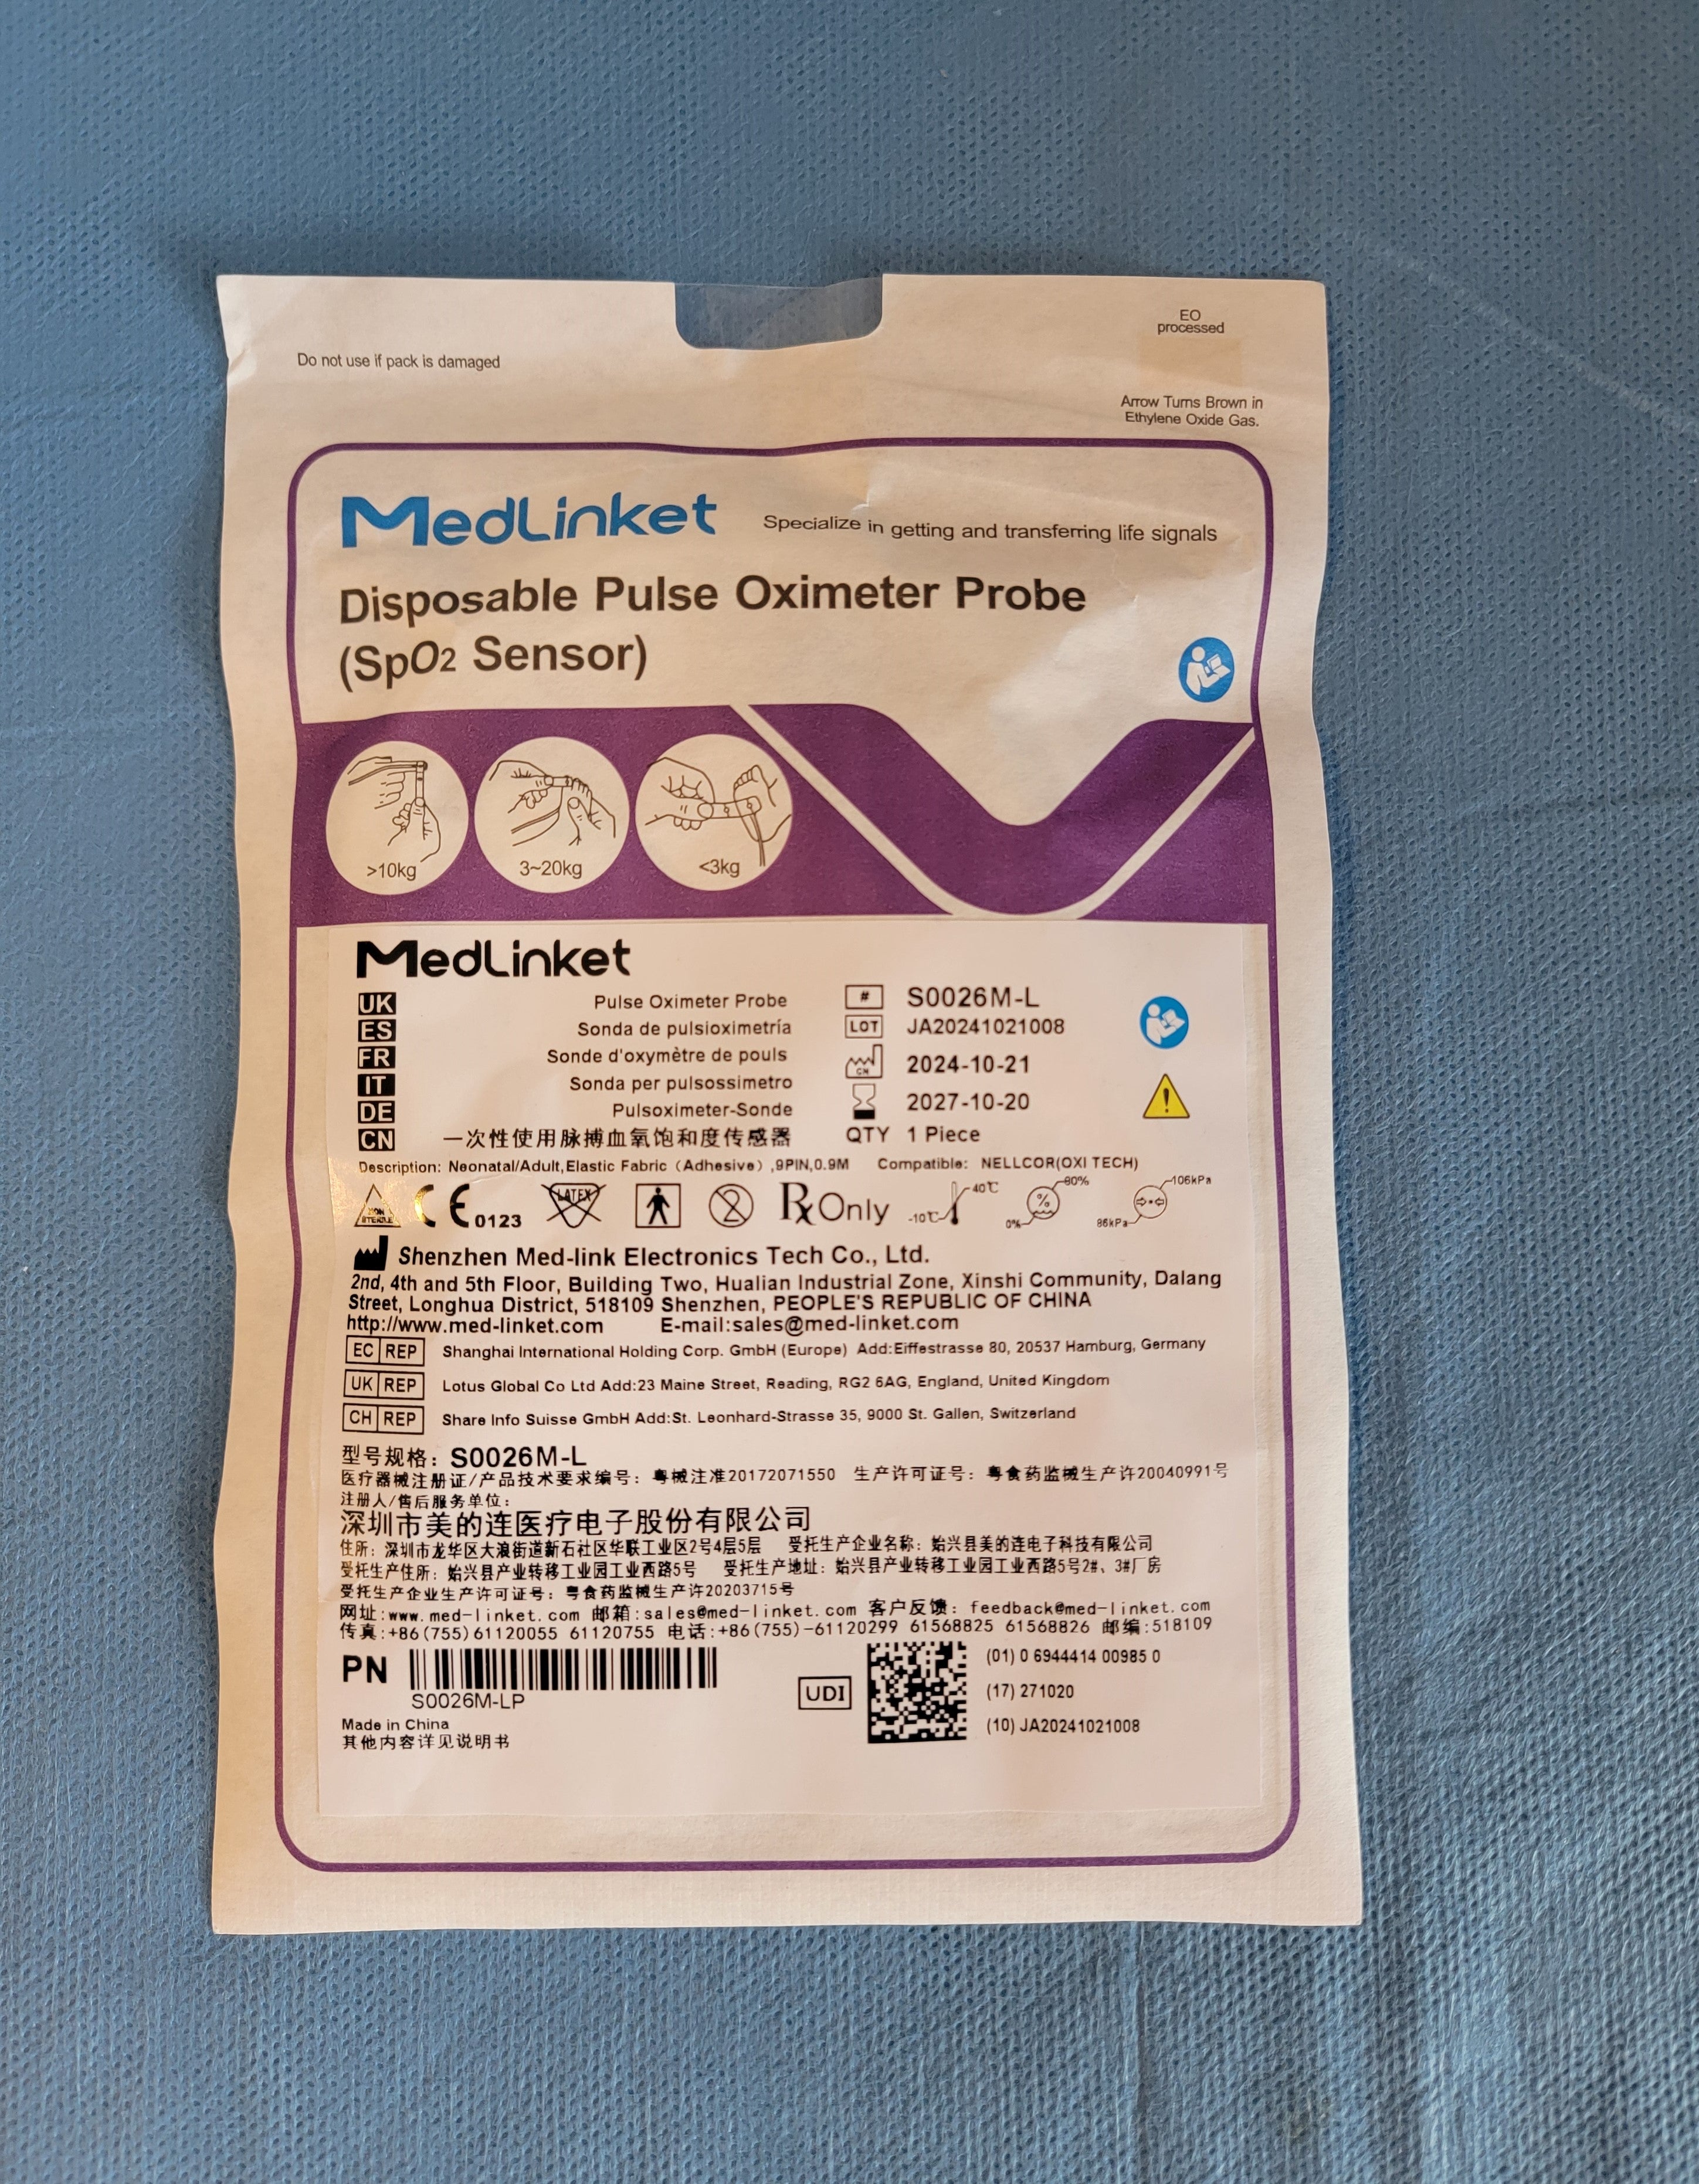 EO
processed
Do not use if pack is damaged
Arrow Turns Brown in
Ethylene Oxide Gas.
MedLinket Specialize in getting and transferring life signals
Disposable Pulse Oximeter Probe
(SpO2 Sensor)
>10kg 3~20kg <3kg
MedLinket
UK Pulse Oximeter Probe # S0026M-L
ES Sonda de pulsioximetría LOT JA20241021008
FR Sonde d'oxymètre de pouls CN 2024-10-21
IT Sonda per pulsossimetro
DE Pulsoximeter-Sonde 2027-10-20
CN 一次性使用脉搏血氧饱和度传感器 QTY 1 Piece
Description: Neonatal/Adult,Elastic Fabric（Adhesive）,9PIN,0.9M Compatible: NELLCOR(OXI TECH)
NON STERILE CE 0123 LATEX 2 Rx Only -10℃ 40℃ 0% % 80% 86kPa 106kPa
Shenzhen Med-link Electronics Tech Co., Ltd.
2nd, 4th and 5th Floor, Building Two, Hualian Industrial Zone, Xinshi Community, Dalang
Street, Longhua District, 518109 Shenzhen, PEOPLE'S REPUBLIC OF CHINA
http://www.med-linket.com E-mail:sales@med-linket.com
EC REP Shanghai International Holding Corp. GmbH (Europe) Add:Eiffestrasse 80, 20537 Hamburg, Germany
UK REP Lotus Global Co Ltd Add:23 Maine Street, Reading, RG2 6AG, England, United Kingdom
CH REP Share Info Suisse GmbH Add:St. Leonhard-Strasse 35, 9000 St. Gallen, Switzerland
型号规格：S0026M-L
医疗器械注册证/产品技术要求编号：粤械注准20172071550 生产许可证号：粤食药监械生产许20040991号
注册人/售后服务单位：
深圳市美的连医疗电子股份有限公司
住所：深圳市龙华区大浪街道新石社区华联工业区2号4层5层 受托生产企业名称：始兴县美的连电子科技有限公司
受托生产住所：始兴县产业转移工业园工业西路5号 受托生产地址：始兴县产业转移工业园工业西路5号2#、3#厂房
受托生产企业生产许可证号：粤食药监械生产许20203715号
网址:www.med-linket.com 邮箱:sales@med-linket.com 客户反馈：feedback@med-linket.com
传真:+86(755)61120055 61120755 电话:+86(755)-61120299 61568825 61568826 邮编:518109
PN S0026M-LP
UDI (01) 0 6944414 00985 0
(17) 271020
(10) JA20241021008
Made in China
其他内容详见说明书